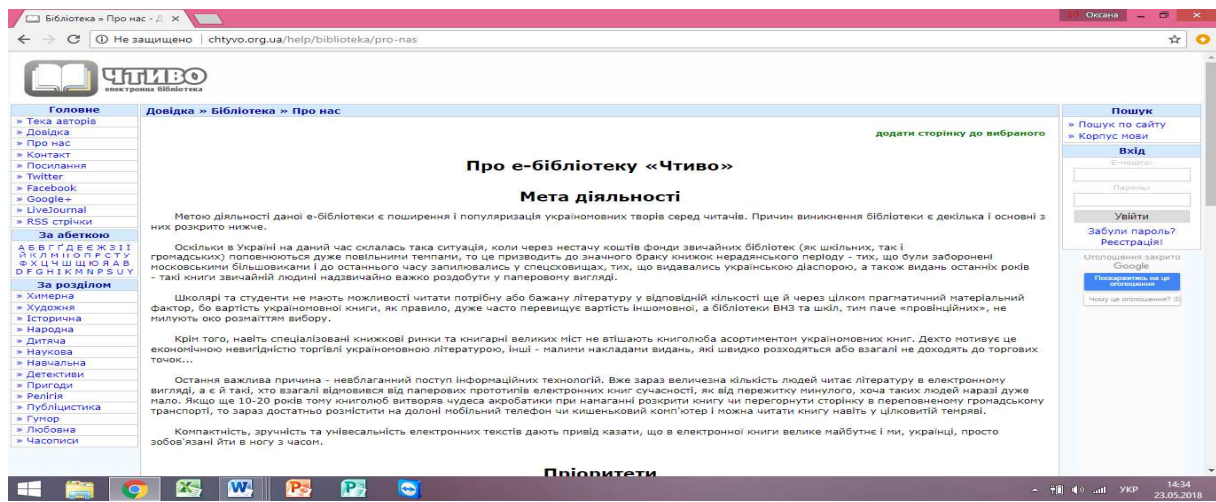 Бібліотека » Про нас - Д
Оксана
Не защищено | chtyvo.org.ua/help/biblioteka/pro-nas
ЧТИВО
електронна бібліотека
Головне
» Тека авторів
» Довідка
» Про нас
» Контакт
» Посилання
» Twitter
» Facebook
» Google+
» LiveJournal
» RSS стрічки
За абеткою
А Б В Г Ґ Д Е Є Ж З І Ї
Й К Л М Н О П Р С Т У
Ф Х Ц Ч Ш Щ Ю Я A B
D F G H I K M N P S U Y
За розділом
» Химерна
» Художня
» Історична
» Народна
» Дитяча
» Наукова
» Навчальна
» Детективи
» Пригоди
» Релігія
» Публіцистика
» Гумор
» Любовна
» Часописи
Довідка » Бібліотека » Про нас
додати сторінку до вибраного
Про е-бібліотеку «Чтиво»
Мета діяльності
Метою діяльності даної е-бібліотеки є поширення і популяризація україномовних творів серед читачів. Причин виникнення бібліотеки є декілька і основні з
них розкрито нижче.
Оскільки в Україні на даний час склалась така ситуація, коли через нестачу коштів фонди звичайних бібліотек (як шкільних, так і
громадських) поповнюються дуже повільними темпами, то це призводить до значного браку книжок нерадянського періоду - тих, що були заборонені
московськими більшовиками і до останнього часу запилювались у спецсховищах, тих, що видавались українською діаспорою, а також видань останніх років
- такі книги звичайній людині надзвичайно важко роздобути у паперовому вигляді.
Школярі та студенти не мають можливості читати потрібну або бажану літературу у відповідній кількості ще й через цілком прагматичний матеріальний
фактор, бо вартість україномовної книги, як правило, дуже часто перевищує вартість іншомовної, а бібліотеки ВНЗ та шкіл, тим паче «провінційних», не
милують око розмаїттям вибору.
Крім того, навіть спеціалізовані книжкові ринки та книгарні великих міст не втішають книголюба асортиментом україномовних книг. Дехто мотивує це
економічною невигідністю торгівлі україномовною літературою, інші - малими накладами видань, які швидко розходяться або взагалі не доходять до торгових
точок...
Остання важлива причина - невблаганний поступ інформаційних технологій. Вже зараз величезна кількість людей читає літературу в електронному
вигляді, а є й такі, хто взагалі відмовився від паперових прототипів електронних книг сучасності, як від пережитку минулого, хоча таких людей наразі дуже
мало. Якщо ще 10-20 років тому книголюб витворяв чудеса акробатики при намаганні розкрити книгу чи перегорнути сторінку в переповненому громадському
транспорті, то зараз достатньо розмістити на долоні мобільний телефон чи кишеньковий комп'ютер і можна читати книгу навіть у цілковитій темряві.
Компактність, зручність та унівесальність електронних текстів дають привід казати, що в електронної книги велике майбутнє і ми, українці, просто
зобов'язані йти в ногу з часом.
Пріоритети
Пошук
» Пошук по сайту
» Корпус мови
Вхід
Е-пошта:
Пароль:
Увійти
Забули пароль?
Реєстрація!
Оголошення закрито
Google
Поскаржитись на це
оголошення
Чому це оголошення?
УКР
14:34
23.05.2018